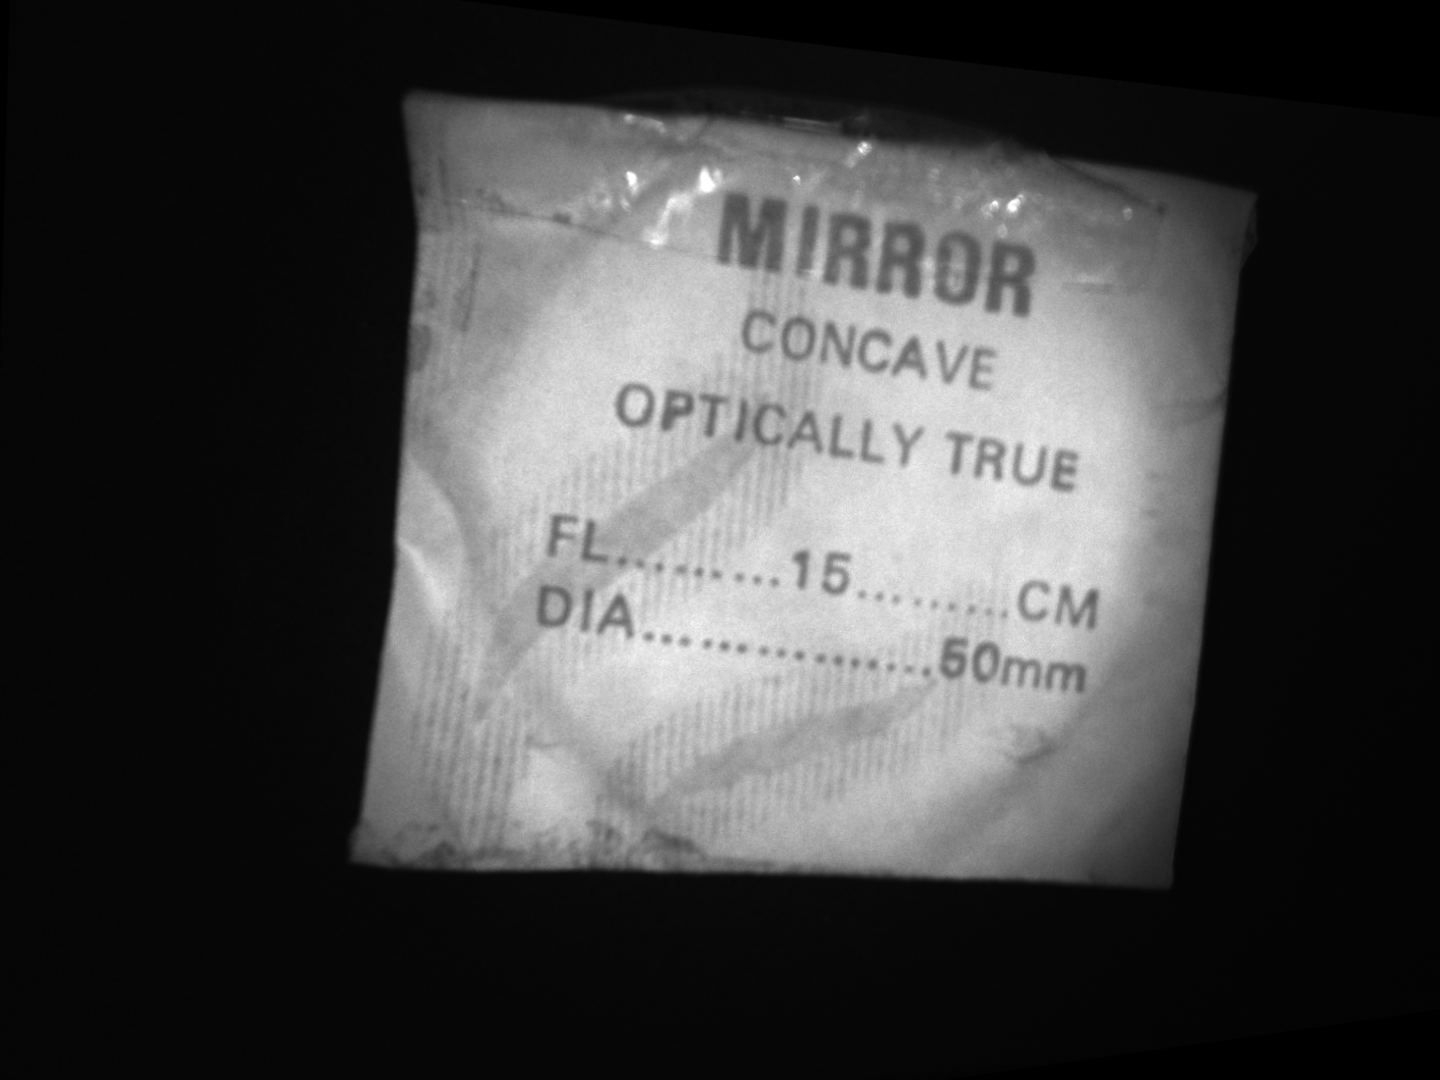 MIRROR
CONCAVE
OPTICALLY TRUE
FL..........15..........CM
DIA................50mm